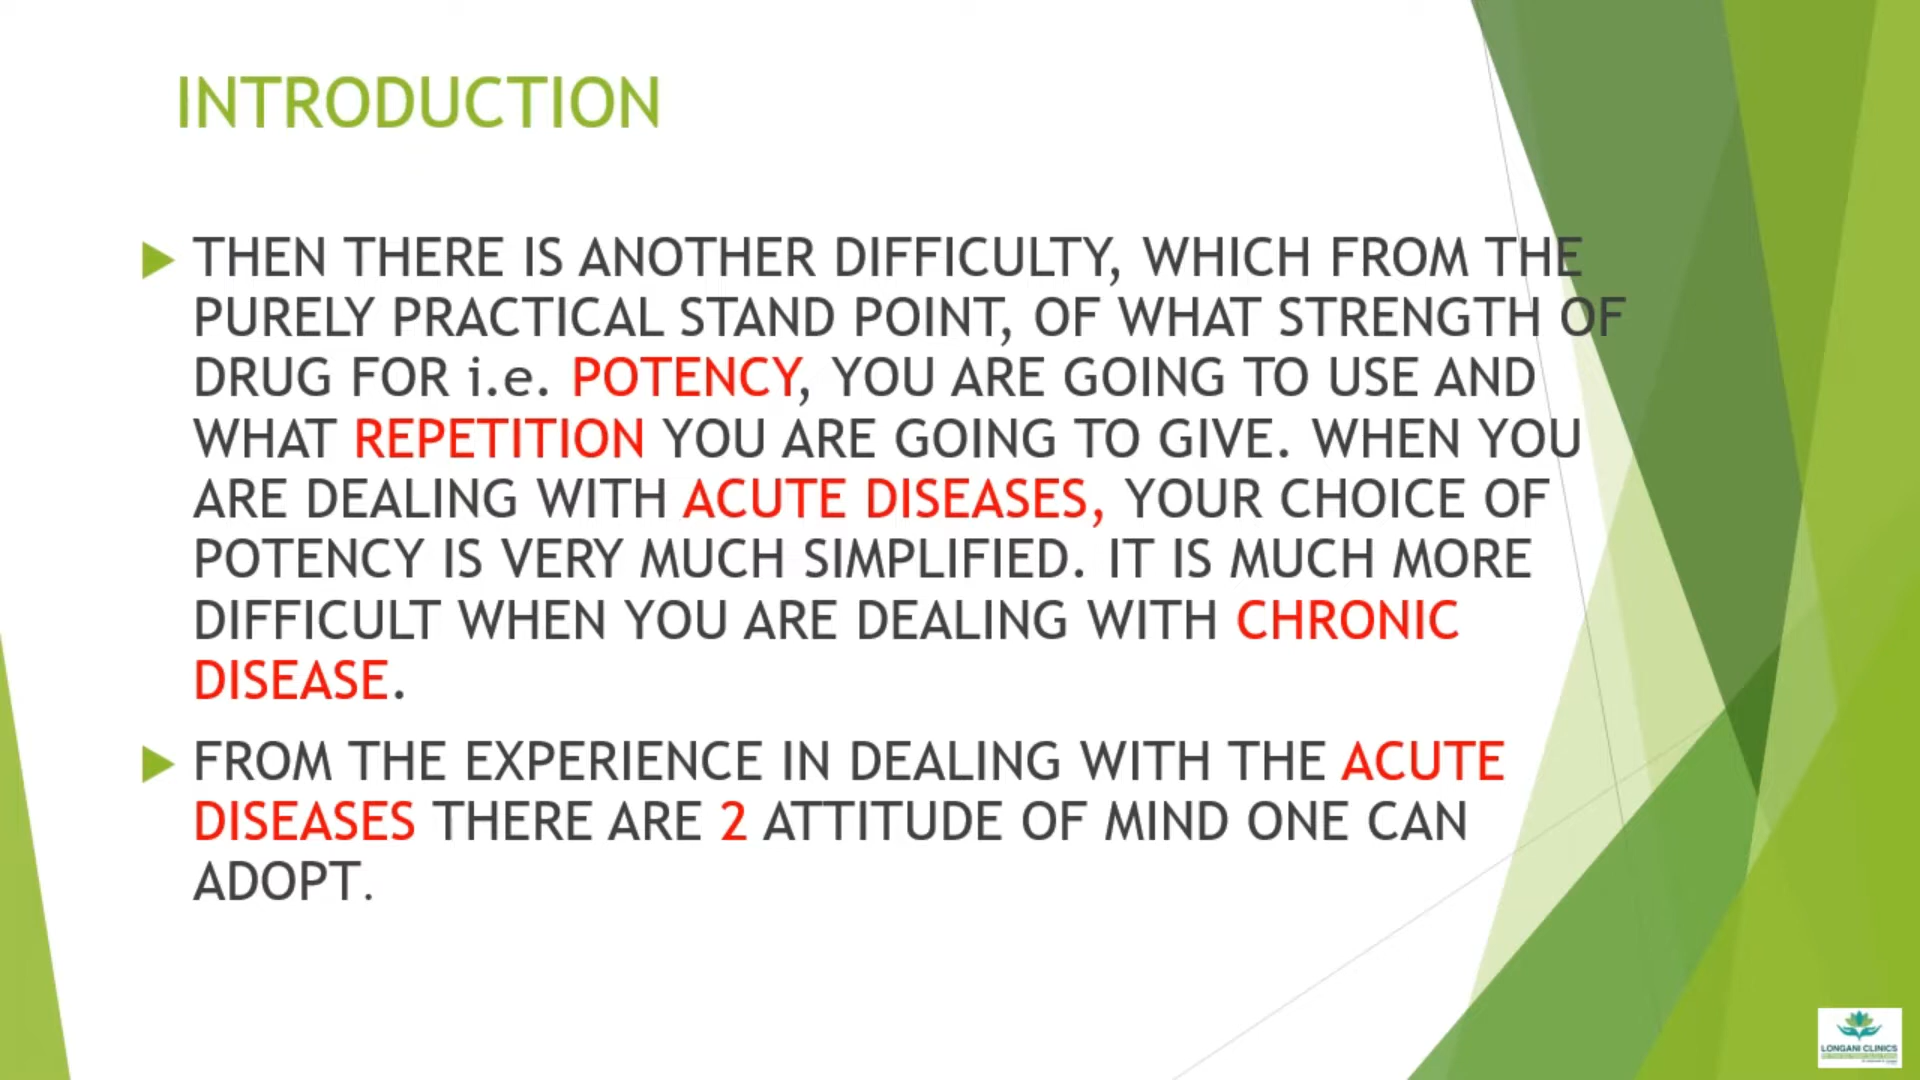 INTRODUCTION
THEN THERE IS ANOTHER DIFFICULTY, WHICH FROM THE
PURELY PRACTICAL STAND POINT, OF WHAT STRENGTH OF
DRUG FOR i.e. POTENCY, YOU ARE GOING TO USE AND
WHAT REPETITION YOU ARE GOING TO GIVE. WHEN YOU
ARE DEALING WITH ACUTE DISEASES, YOUR CHOICE OF
POTENCY IS VERY MUCH SIMPLIFIED. IT IS MUCH MORE
DIFFICULT WHEN YOU ARE DEALING WITH CHRONIC
DISEASE.
FROM THE EXPERIENCE IN DEALING WITH THE ACUTE
DISEASES THERE ARE 2 ATTITUDE OF MIND ONE CAN
ADOPT.
LONGANI CLINICS